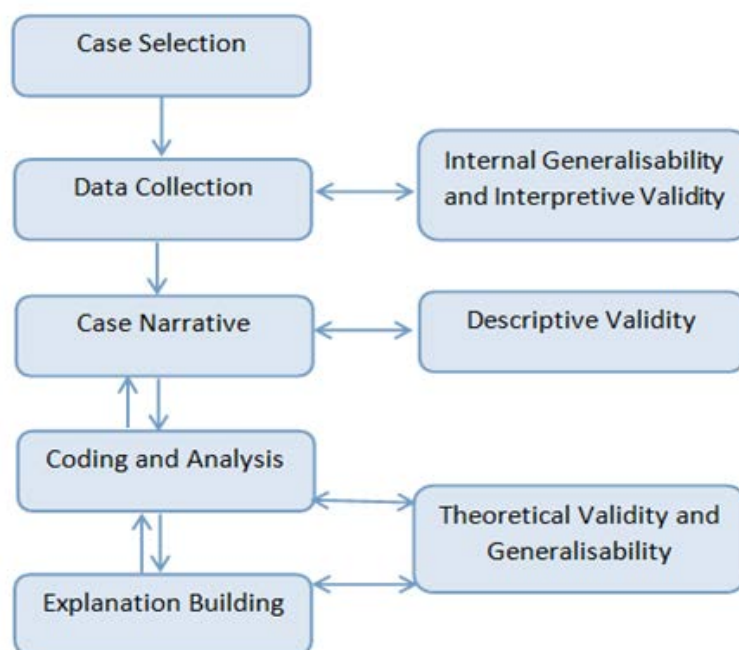 Case Selection
Data Collection
Internal Generalisability
and Interpretive Validity
Case Narrative
Descriptive Validity
Coding and Analysis
Theoretical Validity and
Generalisability
Explanation Building